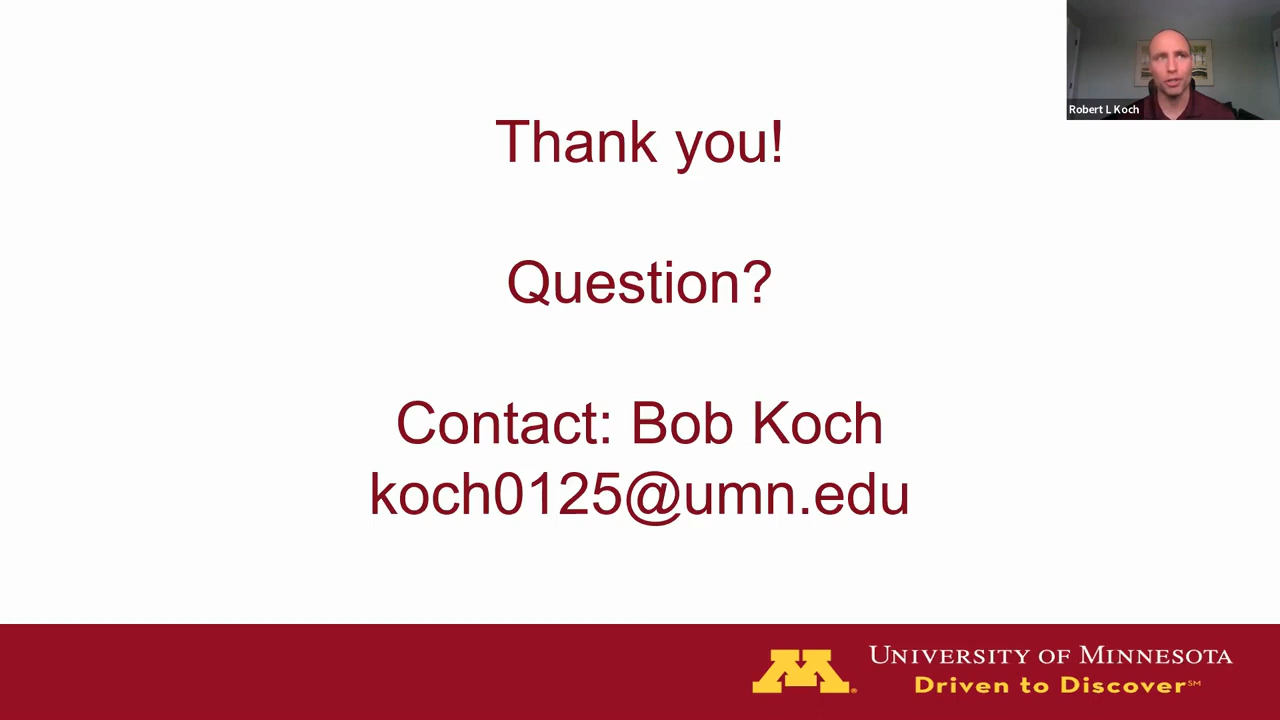 Robert L Koch
Thank you!
Question?
Contact: Bob Koch
koch0125@umn.edu
M®
UNIVERSITY OF MINNESOTA
Driven to Discover℠